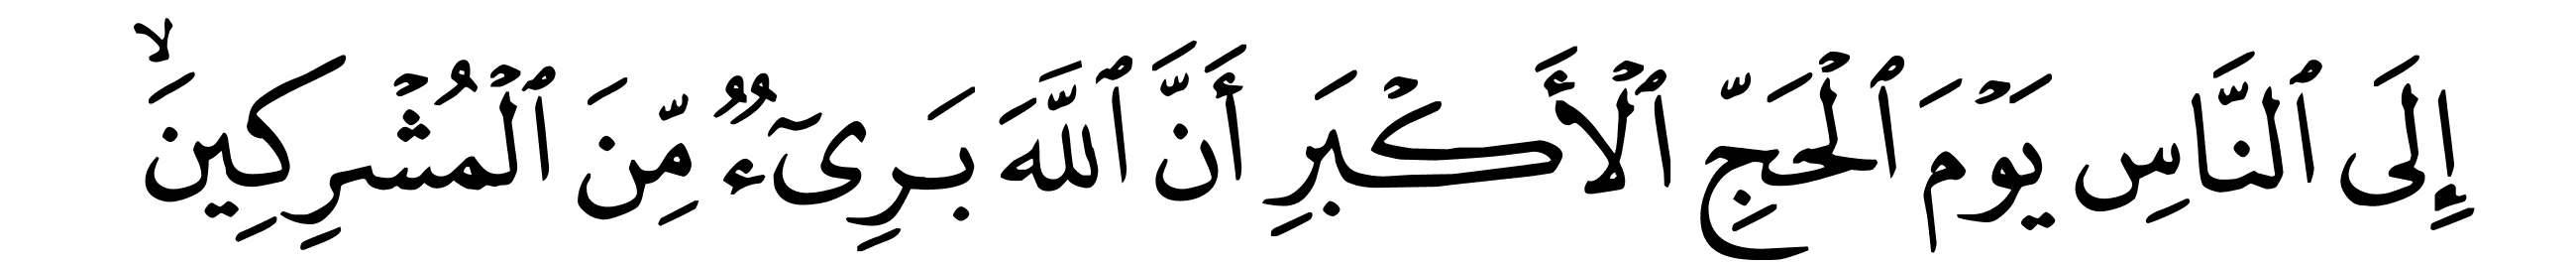 إِلَى ٱلنَّاسِ يَوْمَ ٱلْحَجِّ ٱلْأَكْبَرِ أَنَّ ٱللَّهَ بَرِىٓءٌ مِّنَ ٱلْمُشْرِكِينَ ۙ